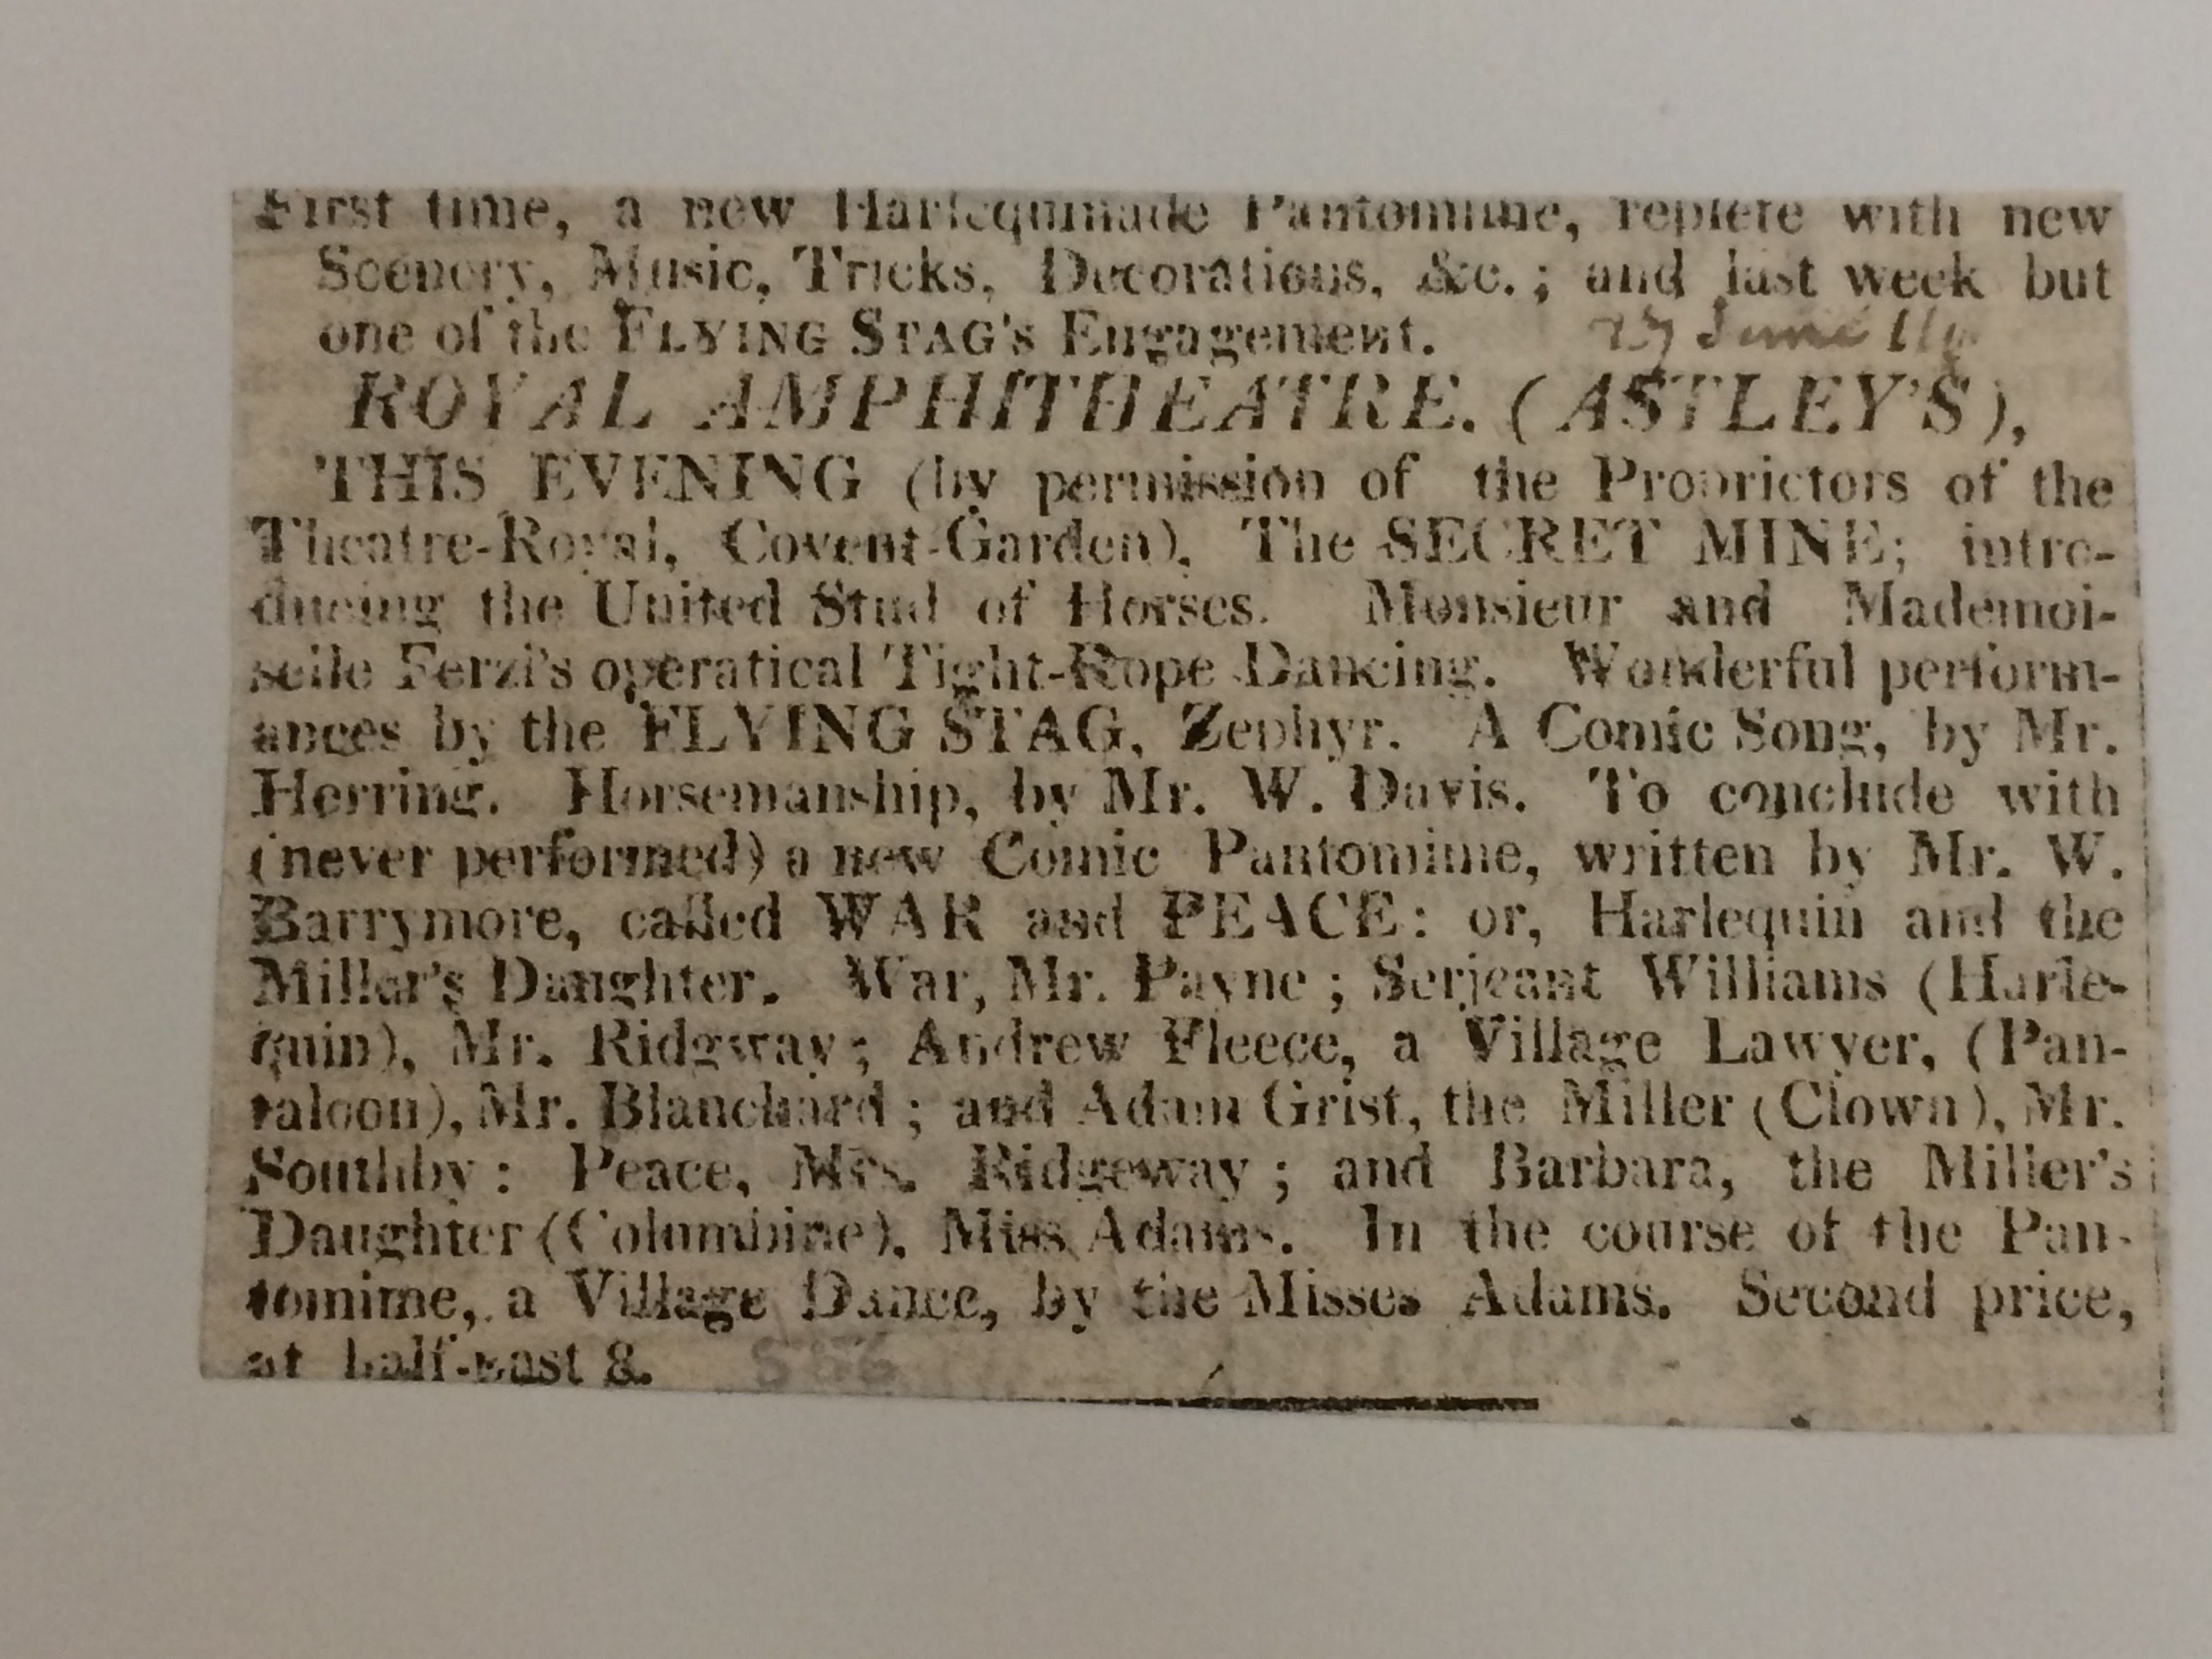 First time, a new Harlequinade Pantomime, replete with new
Scenery, Music, Tricks, Decorations, &c.; and last week but
one of the FLYING STAG's Engagement.
June
ROYAL AMPHITHEATRE. (ASTLEY'S),
THIS EVENING (by permission of the Proprietors of the
Theatre-Royal, Covent-Garden), The SECRET MINE; intro-
ducing the United Stud of Horses. Monsieur and Mademoi-
selle Ferzi's operatical Tight-Rope Dancing. Wonderful perform-
ances by the FLYING STAG, Zephyr. A Comic Song, by Mr.
Herring. Horsemanship, by Mr. W. Davis. To conclude with
(never performed) a new Comic Pantomime, written by Mr. W.
Barrymore, called WAR and PEACE: or, Harlequin and the
Miller's Daughter. War, Mr. Payne; Serjeant Williams (Harle-
quin), Mr. Ridgway; Andrew Fleece, a Village Lawyer, (Pan-
taloon), Mr. Blanchard; and Adam Grist, the Miller (Clown), Mr.
Southby: Peace, Mrs. Ridgeway; and Barbara, the Miller's
Daughter (Columbine), Miss Adams. In the course of the Pan-
tomime, a Village Dance, by the Misses Adams. Second price,
at half-past 8.